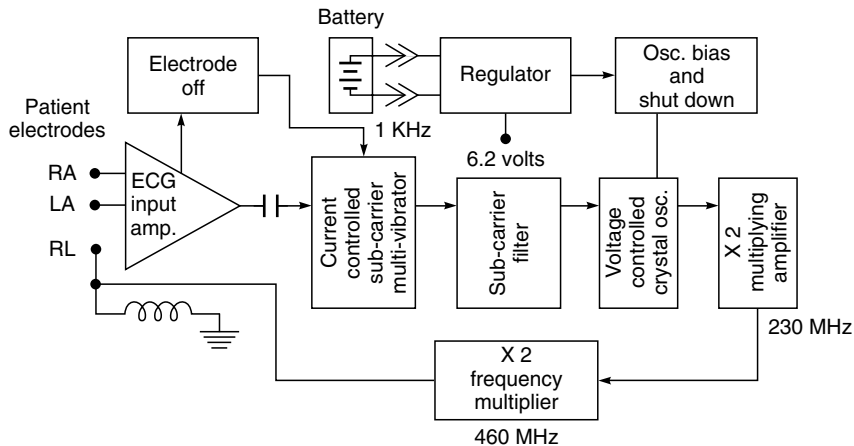 Battery
Electrode
off
Regulator
Osc. bias
and
shut down
Patient
electrodes
1 KHz
6.2 volts
RA
LA
RL
ECG
input
amp.
Current
controlled
sub-carrier
multi-vibrator
Sub-carrier
filter
Voltage
controlled
crystal osc.
X 2
multiplying
amplifier
230 MHz
X 2
frequency
multiplier
460 MHz